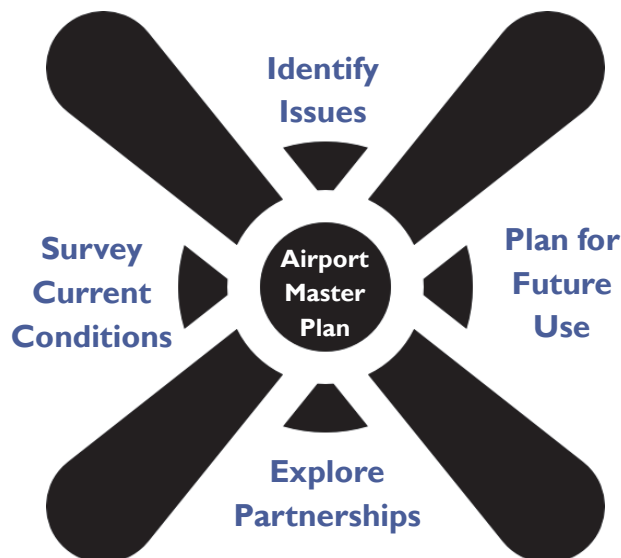 Identify
Issues
Survey
Current
Conditions
Airport
Master
Plan
Plan for
Future
Use
Explore
Partnerships